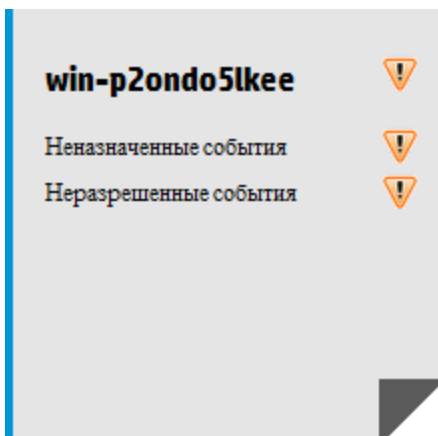 win-p2ondo5lkee
Неназначенные события
Неразрешенные события